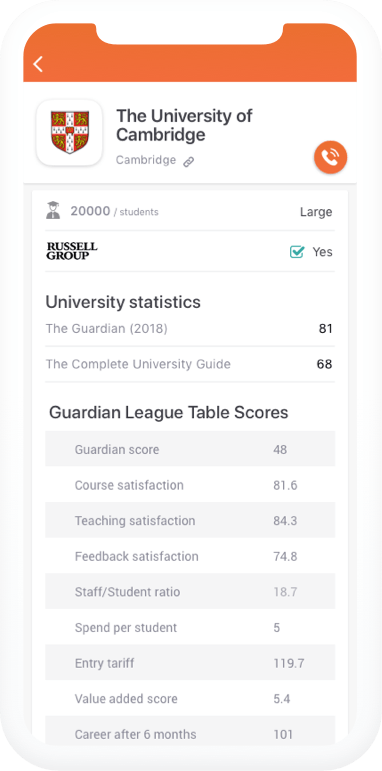 The University of
Cambridge
Cambridge
20000 / students Large
RUSSELL
GROUP Yes
University statistics
The Guardian (2018) 81
The Complete University Guide 68
Guardian League Table Scores
Guardian score 48
Course satisfaction 81.6
Teaching satisfaction 84.3
Feedback satisfaction 74.8
Staff/Student ratio 18.7
Spend per student 5
Entry tariff 119.7
Value added score 5.4
Career after 6 months 101